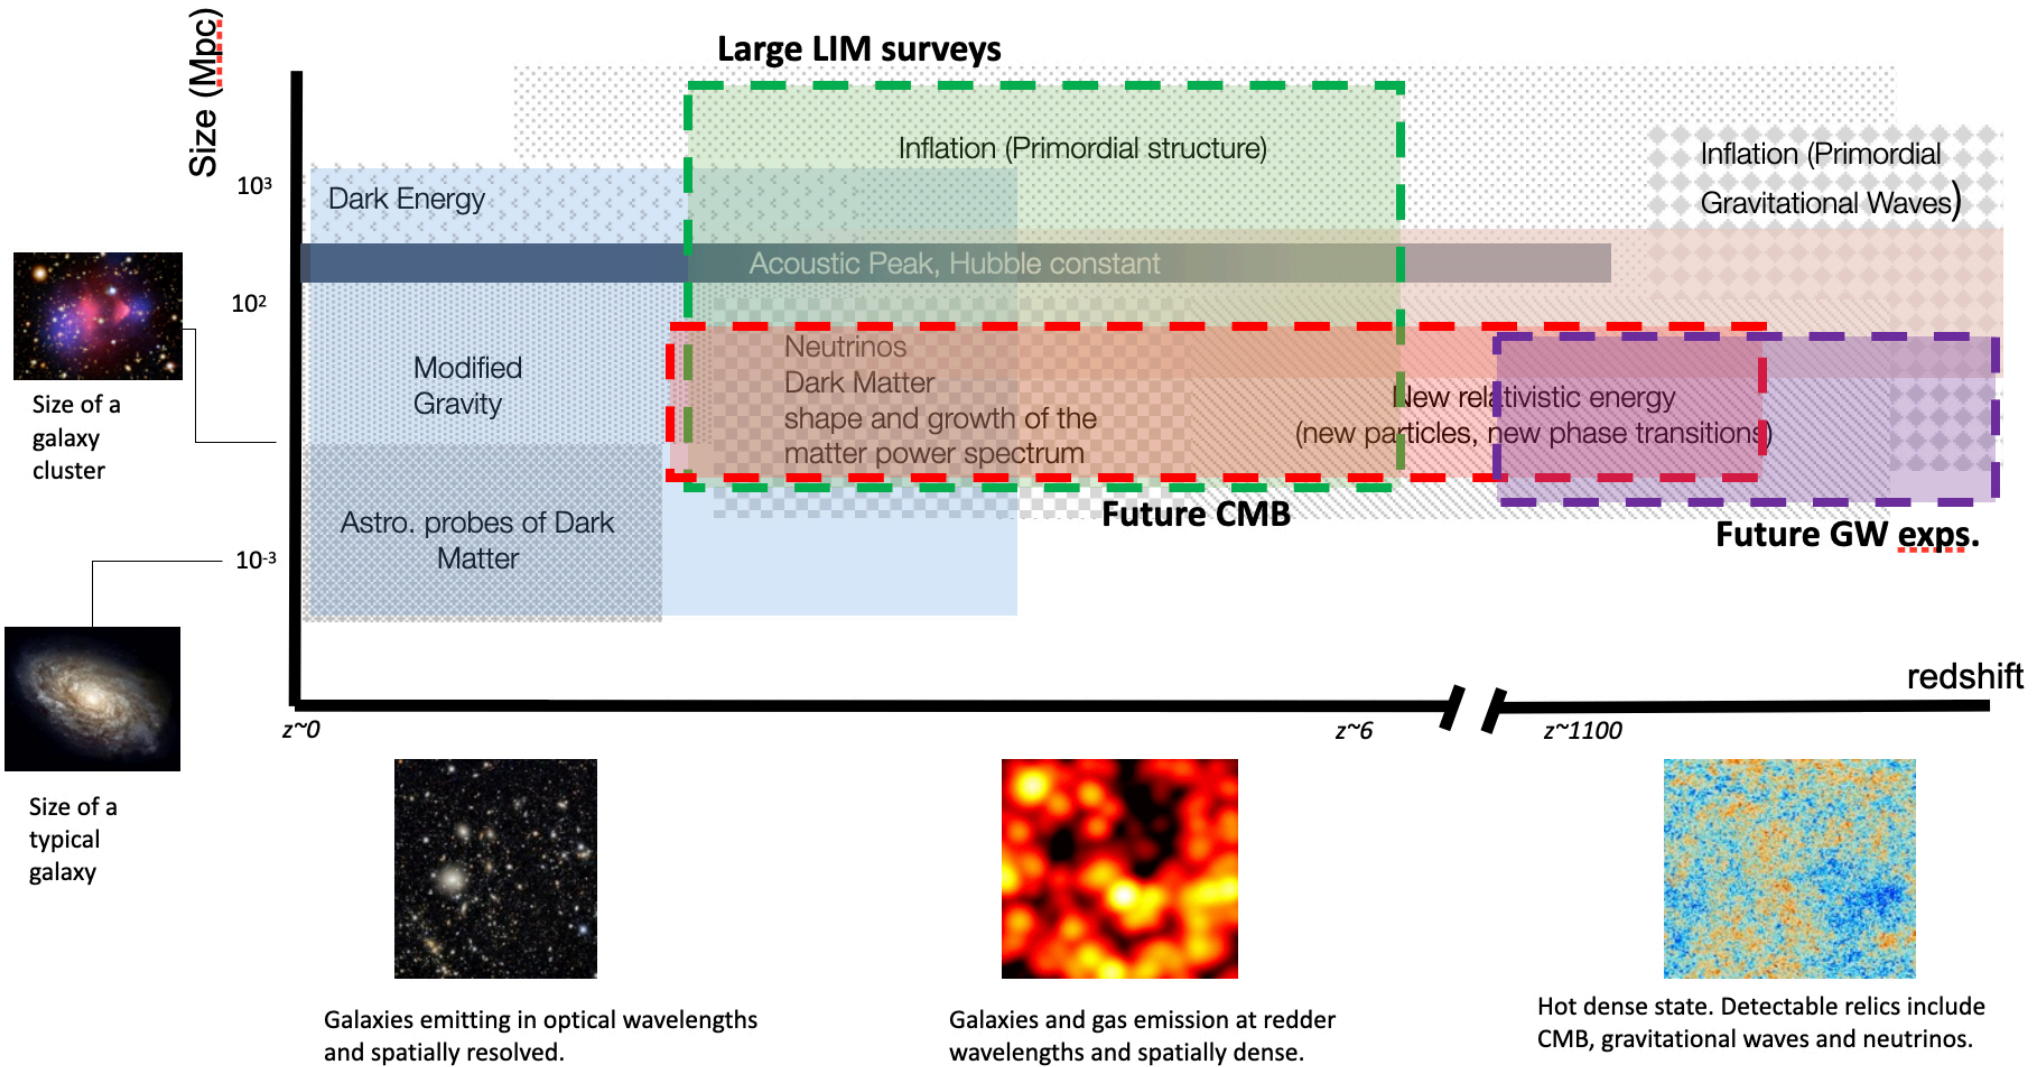 Large LIM surveys
Size (Mpc)
Inflation (Primordial structure)
Inflation (Primordial
Gravitational Waves)
10³
Dark Energy
Acoustic Peak, Hubble constant
10²
Neutrinos
Dark Matter
shape and growth of the
matter power spectrum
Modified
Gravity
New relativistic energy
(new particles, new phase transitions)
Size of a
galaxy
cluster
Future CMB
Future GW exps.
Astro. probes of Dark
Matter
10-³
redshift
z~0
z~6
z~1100
Size of a
typical
galaxy
Galaxies emitting in optical wavelengths
and spatially resolved.
Galaxies and gas emission at redder
wavelengths and spatially dense.
Hot dense state. Detectable relics include
CMB, gravitational waves and neutrinos.